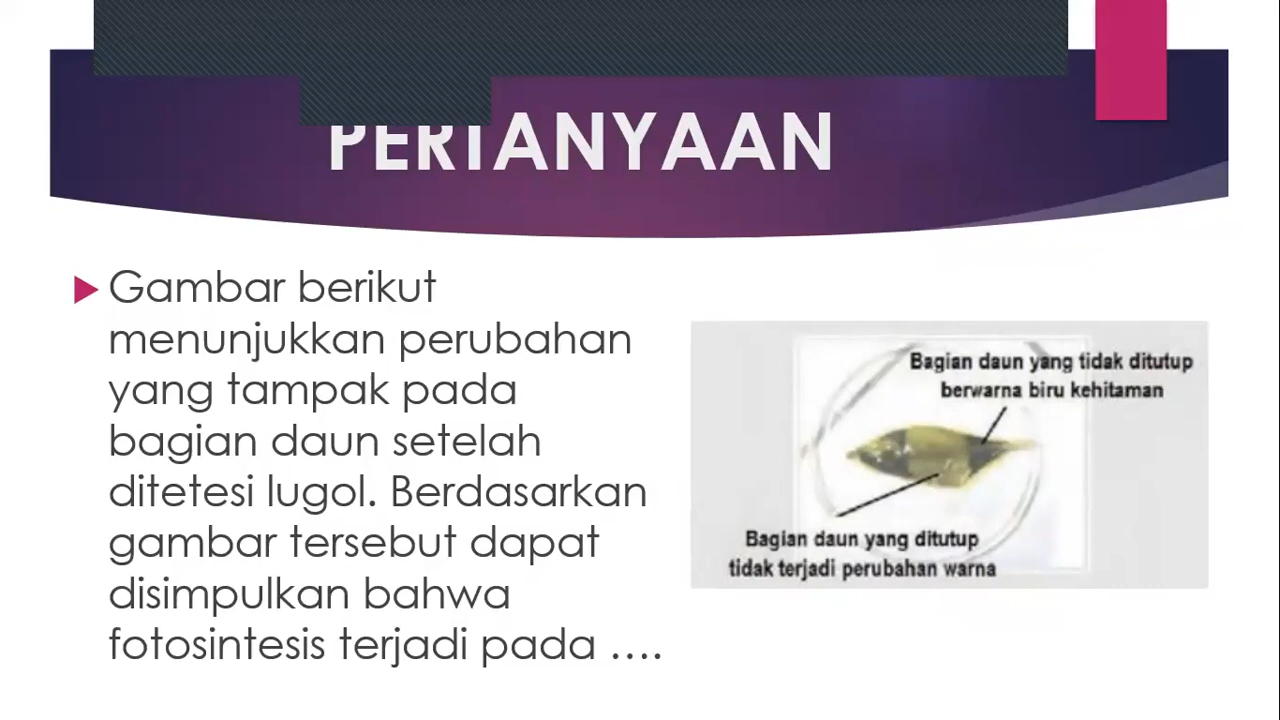 PERTANYAAN
Gambar berikut
menunjukkan perubahan
yang tampak pada
bagian daun setelah
ditetesi lugol. Berdasarkan
gambar tersebut dapat
disimpulkan bahwa
fotosintesis terjadi pada ....
Bagian daun yang tidak ditutup
berwarna biru kehitaman
Bagian daun yang ditutup
tidak terjadi perubahan warna